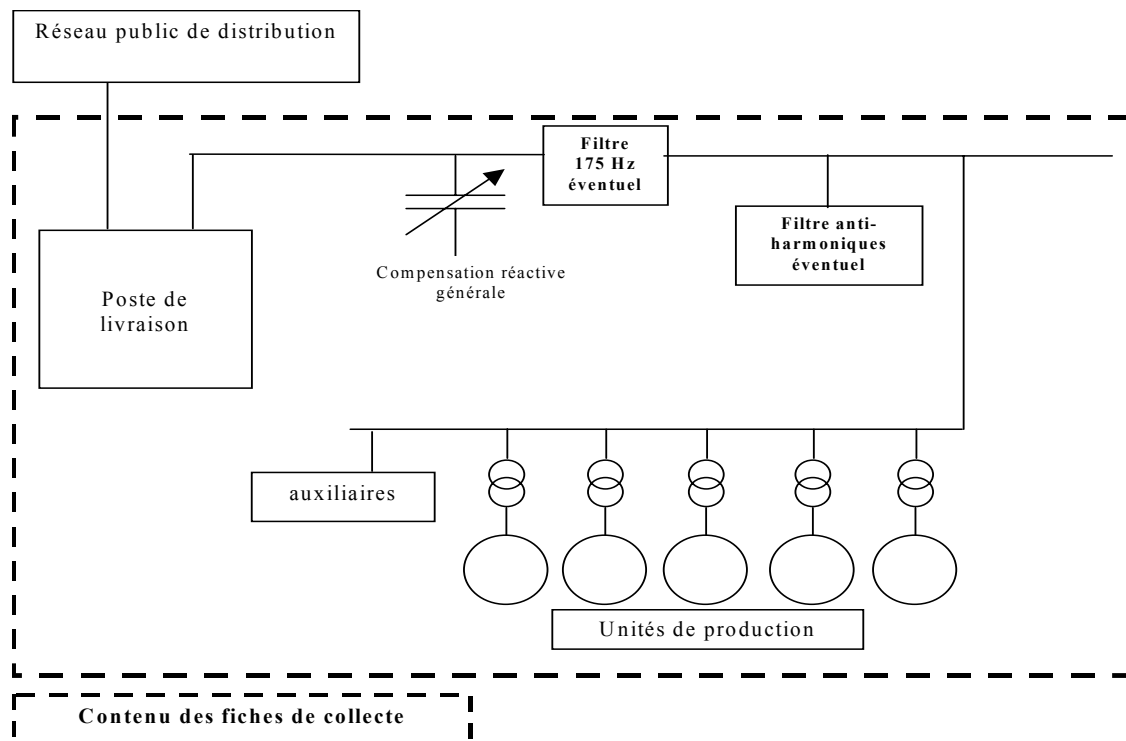 Réseau public de distribution
Filtre
175 Hz
éventuel
Filtre anti-
harmoniques
éventuel
Compensation réactive
générale
Poste de
livraison
auxiliaires
Unités de production
Contenu des fiches de collecte